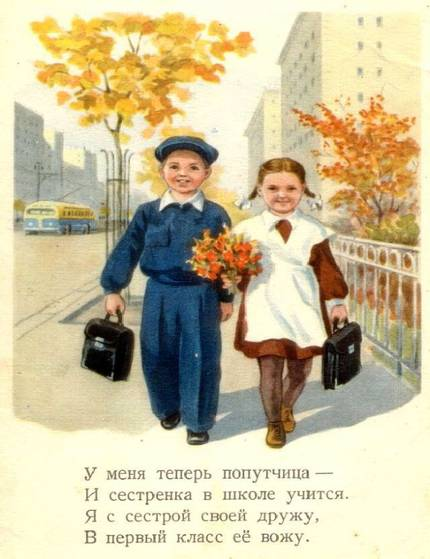 У меня теперь попутчица —
И сестренка в школе учится.
Я с сестрой своей дружу,
В первый класс её вожу.